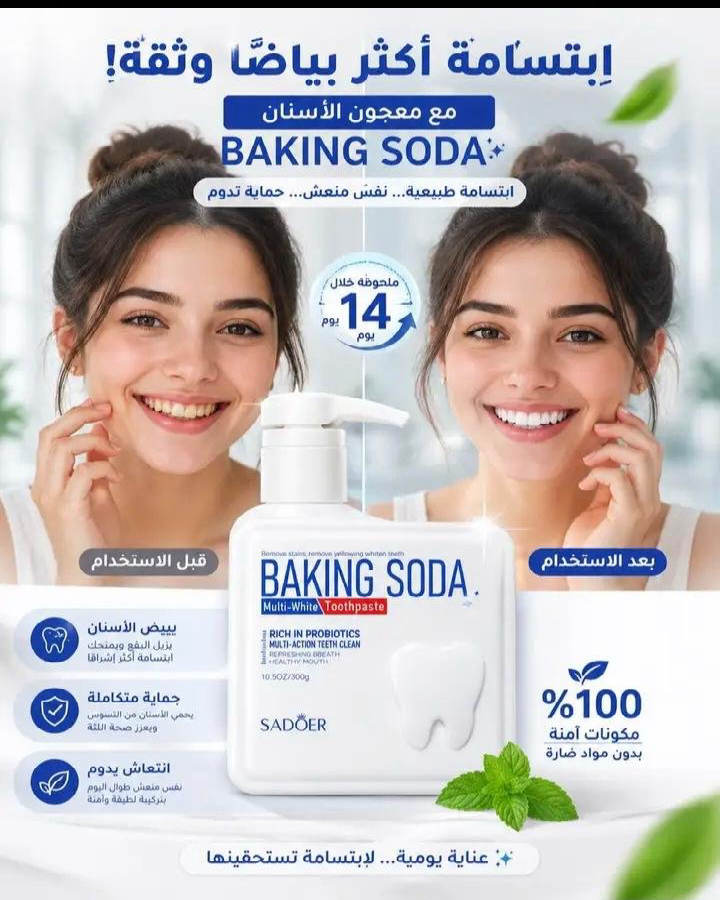 إبتسامة أكثر بياضًا وثقة!
مع معجون الأسنان
BAKING SODA
ابتسامة طبيعية... نفسَ منعش... حماية تدوم
ملحوظة خلال
14 يوم
يوم
قبل الاستخدام
بعد الاستخدام
Remove stains, remove yellowing whiten teeth
BAKING SODA
Multi-White Toothpaste
RICH IN PROBIOTICS
MULTI-ACTION TEETH CLEAN
REFRESHING BREATH
HEALTHY MOUTH
10.5OZ/300g
SADOER
يبيض الأسنان
يزيل البقع ويمنحك
ابتسامة أكثر إشراقا
حماية متكاملة
يحمي الأسنان من التسوس
ويعزز صحة اللثة
انتعاش يدوم
نفس منعش طوال اليوم
بتركيبة لطيفة وآمنة
%100
مكونات آمنة
بدون مواد ضارة
عناية يومية... لإبتسامة تستحقينها